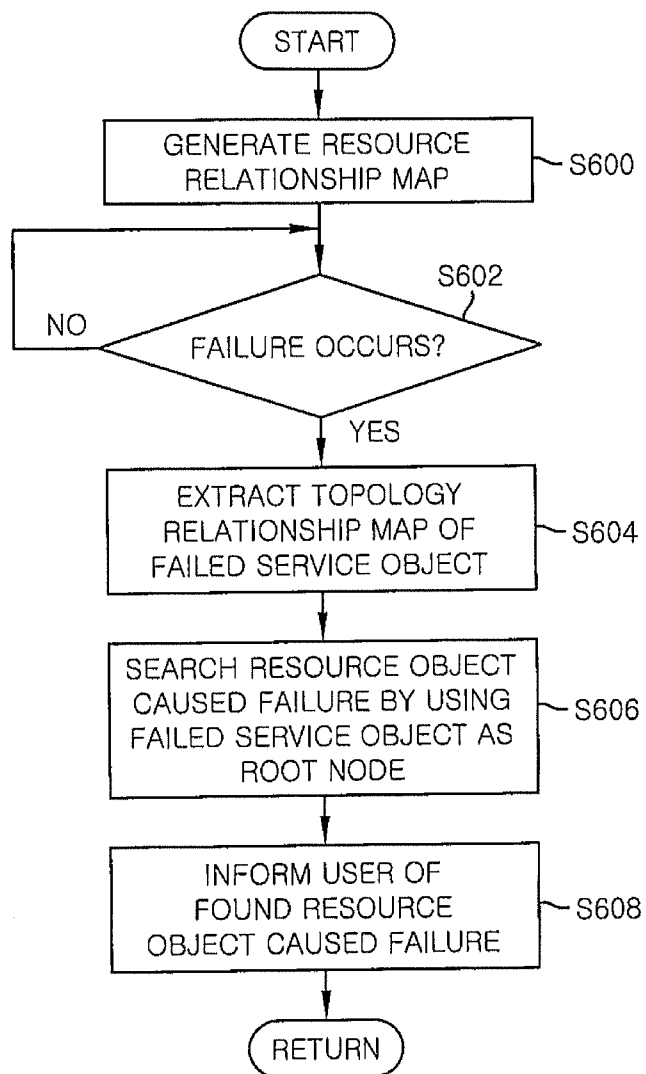 START
GENERATE RESOURCE
RELATIONSHIP MAP
S600
S602
NO
FAILURE OCCURS?
YES
EXTRACT TOPOLOGY
RELATIONSHIP MAP OF
FAILED SERVICE OBJECT
S604
SEARCH RESOURCE OBJECT
CAUSED FAILURE BY USING
FAILED SERVICE OBJECT AS
ROOT NODE
S606
INFORM USER OF
FOUND RESOURCE
OBJECT CAUSED FAILURE
S608
RETURN